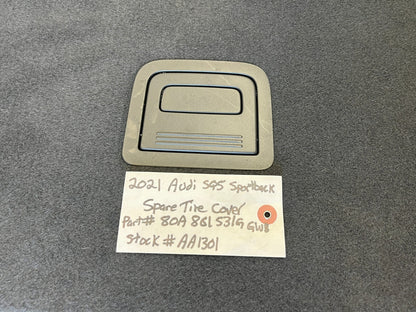 2021 Audi SQ5 Sportback
Spare Tire Cover
Part# 80A 861 531G GW8
Stock # AA1301